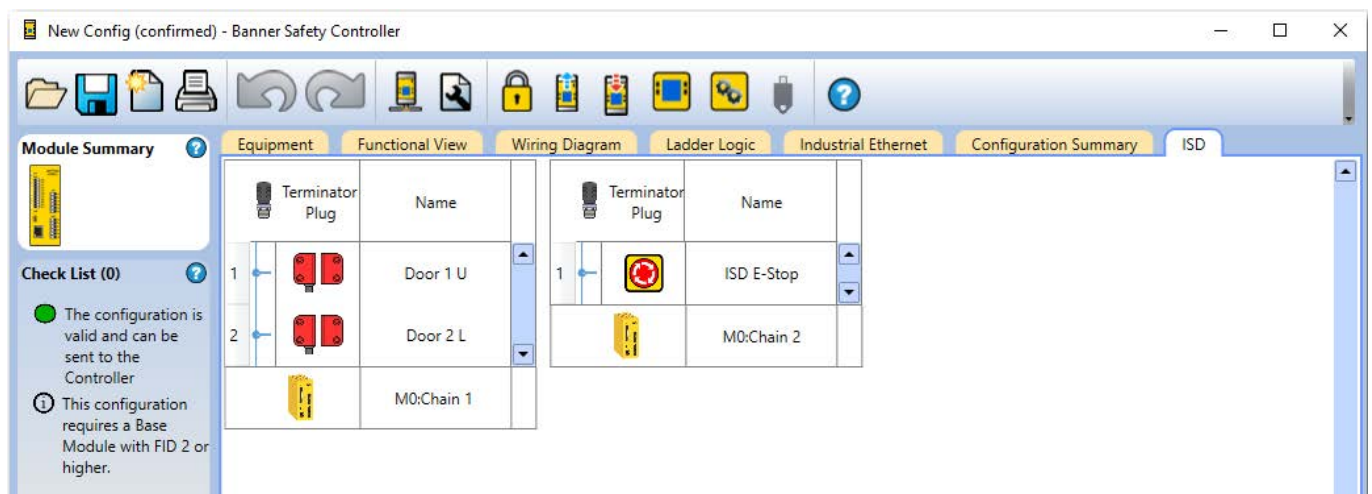 New Config (confirmed) - Banner Safety Controller
Module Summary
Equipment
Functional View
Wiring Diagram
Ladder Logic
Industrial Ethernet
Configuration Summary
ISD
Check List (0)
The configuration is
valid and can be
sent to the
Controller
This configuration
requires a Base
Module with FID 2 or
higher.
Terminator
Plug
Name
1
Door 1 U
2
Door 2 L
M0:Chain 1
Terminator
Plug
Name
1
ISD E-Stop
M0:Chain 2